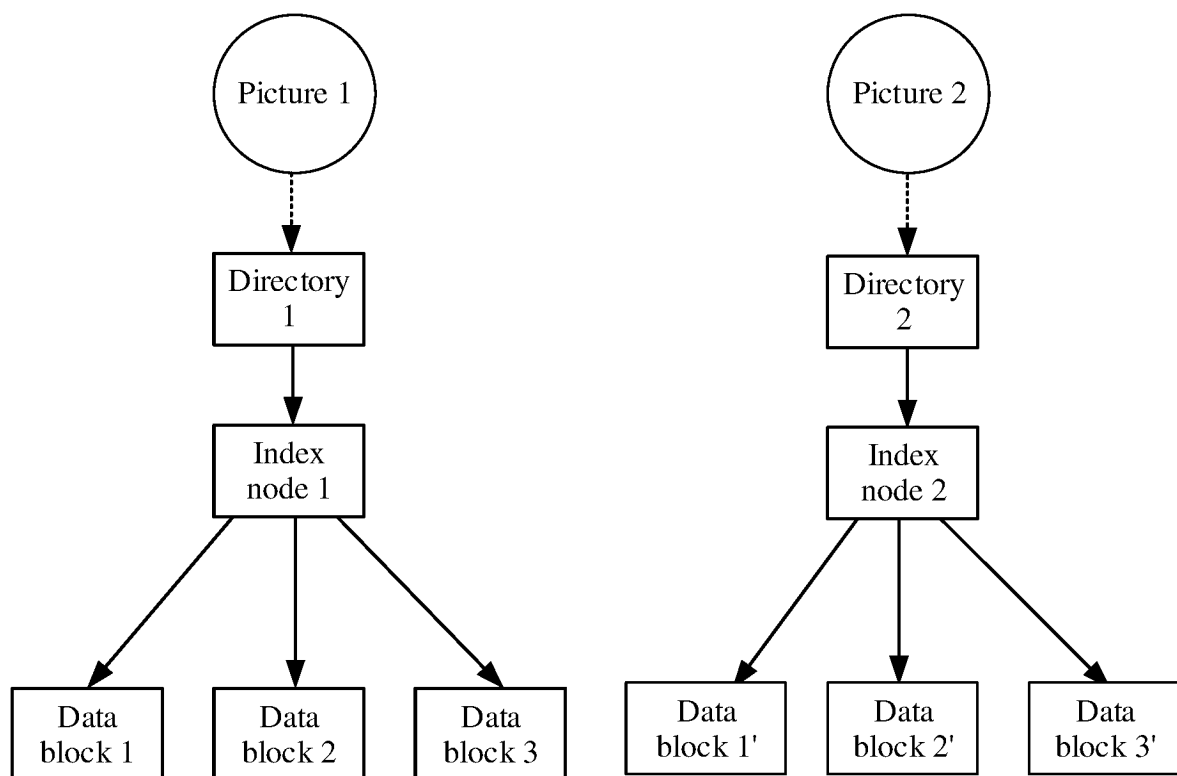 Picture 1
Picture 2
Directory
1
Directory
2
Index
node 1
Index
node 2
Data
block 1
Data
block 2
Data
block 3
Data
block 1'
Data
block 2'
Data
block 3'